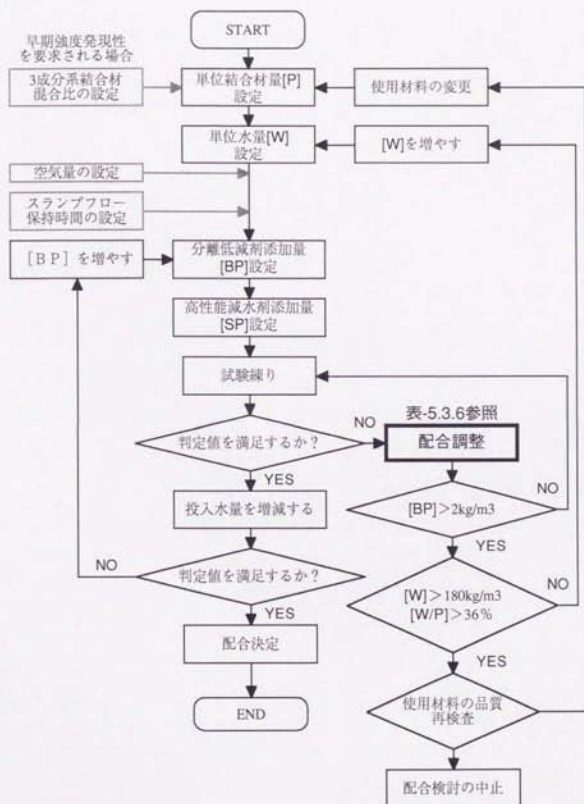 START
早期強度発現性
を要求される場合
3成分系結合材
混合比の設定
単位結合材量[P]
設定
使用材料の変更
単位水量[W]
設定
[W]を増やす
空気量の設定
スランプフロー
保持時間の設定
[BP]を増やす
分離低減剤添加量
[BP]設定
高性能減水剤添加量
[SP]設定
試験練り
判定値を満足するか?
NO
表-5.3.6参照
配合調整
YES
投入水量を増減する
[BP]>2kg/m3
NO
YES
判定値を満足するか?
NO
YES
[W]>180kg/m3
[W/P]>36%
NO
YES
配合決定
END
使用材料の品質
再検査
配合検討の中止